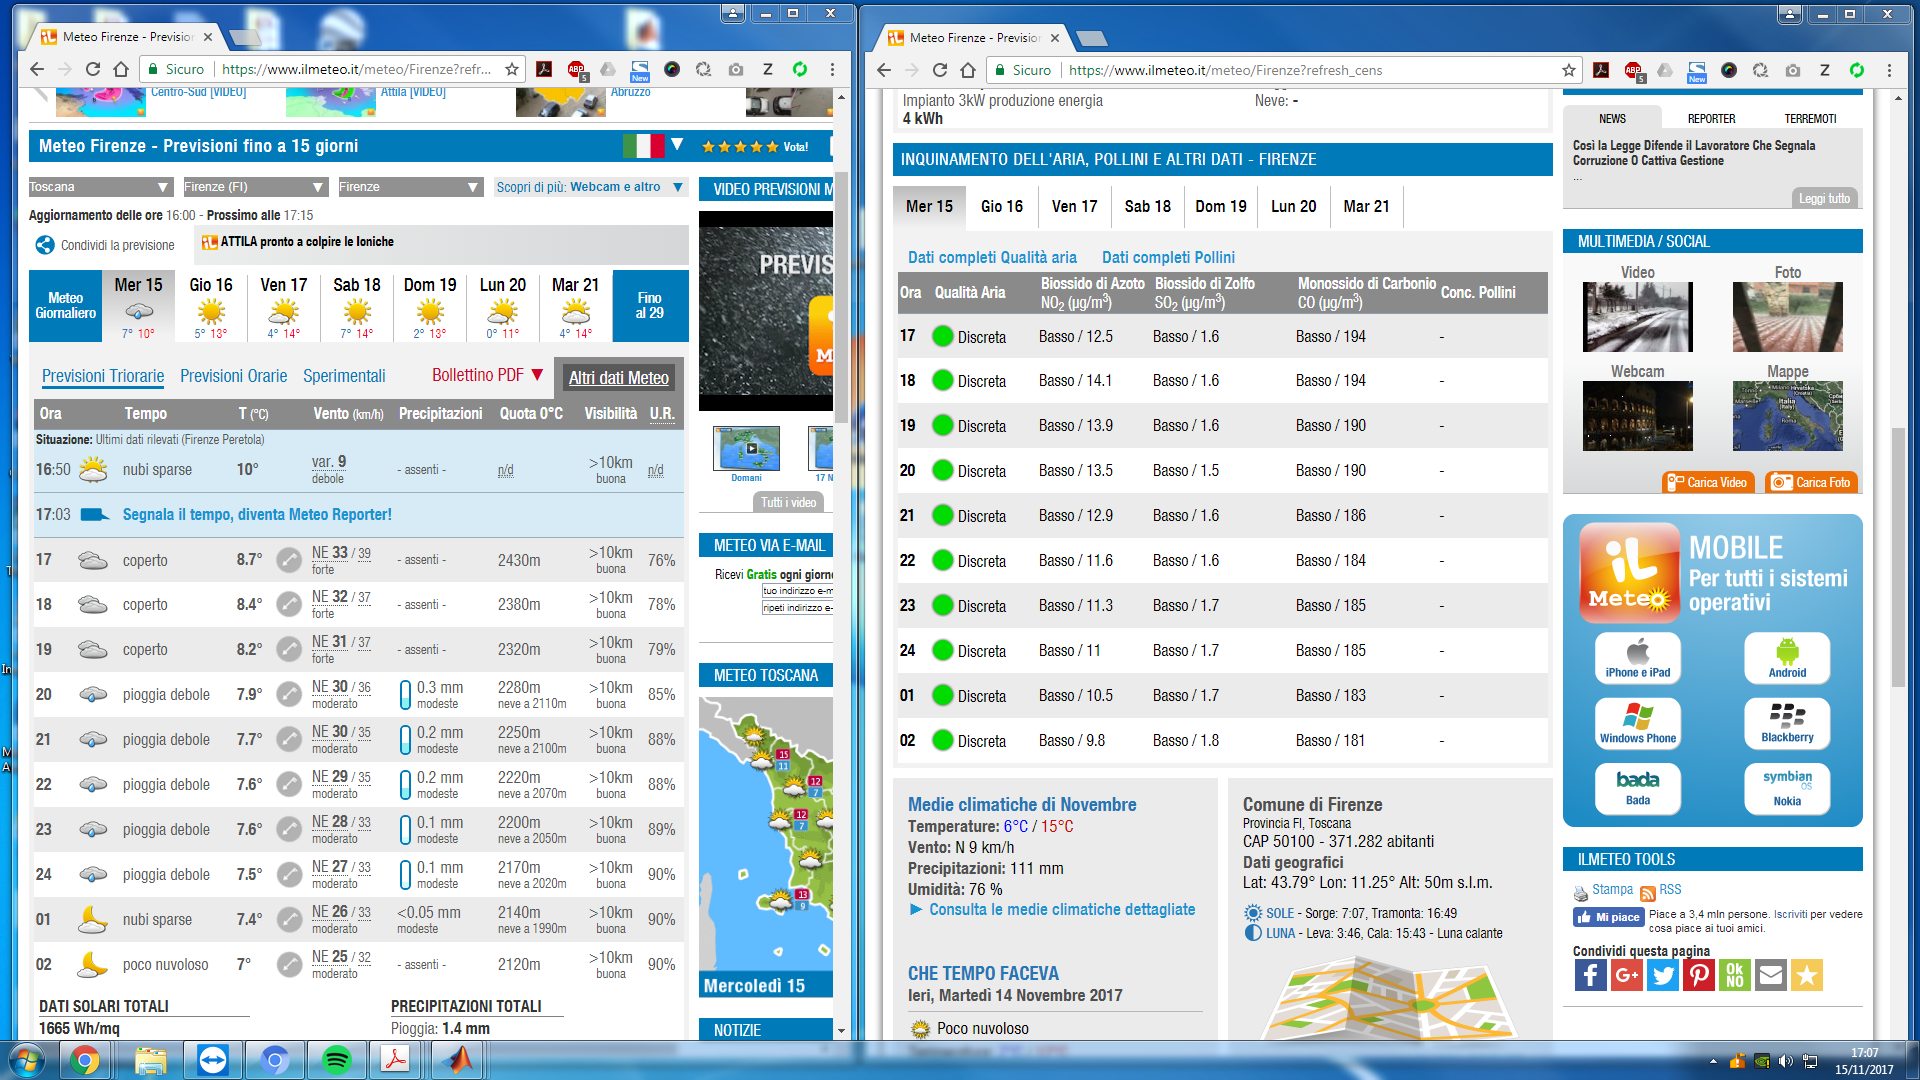 Meteo Firenze - Prevision
Sicuro
https://www.ilmeteo.it/meteo/Firenze?refr...
Centro-Sud [VIDEO]
Attila [VIDEO]
Abruzzo
Meteo Firenze - Previsioni fino a 15 giorni
Vota!
Toscana
Firenze (FI)
Firenze
Scopri di più: Webcam e altro
Aggiornamento delle ore 16:00 - Prossimo alle 17:15
Condividi la previsione
ATTILA pronto a colpire le Ioniche
Meteo Giornaliero
Mer 15 Gio 16 Ven 17 Sab 18 Dom 19 Lun 20 Mar 21
Fino al 29
7° 10° 5° 13° 4° 14° 7° 14° 2° 13° 0° 11° 4° 14°
Previsioni Triorarie Previsioni Orarie Sperimentali Bollettino PDF Altri dati Meteo
Ora Tempo T (°C) Vento (km/h) Precipitazioni Quota 0°C Visibilità U.R.
Situazione: Ultimi dati rilevati (Firenze Peretola)
16:50 nubi sparse 10° var. 9 debole - assenti - n/d >10km buona n/d
17:03 Segnala il tempo, diventa Meteo Reporter!
17 coperto 8.7° NE 33 / 39 forte - assenti - 2430m >10km buona 76%
18 coperto 8.4° NE 32 / 37 forte - assenti - 2380m >10km buona 78%
19 coperto 8.2° NE 31 / 37 forte - assenti - 2320m >10km buona 79%
20 pioggia debole 7.9° NE 30 / 36 moderato 0.3 mm modeste 2280m neve a 2110m >10km buona 85%
21 pioggia debole 7.7° NE 30 / 35 moderato 0.2 mm modeste 2250m neve a 2100m >10km buona 88%
22 pioggia debole 7.6° NE 29 / 35 moderato 0.2 mm modeste 2220m neve a 2070m >10km buona 88%
23 pioggia debole 7.6° NE 28 / 33 moderato 0.1 mm modeste 2200m neve a 2050m >10km buona 89%
24 pioggia debole 7.5° NE 27 / 33 moderato 0.1 mm modeste 2170m neve a 2020m >10km buona 90%
01 nubi sparse 7.4° NE 26 / 33 moderato <0.05 mm modeste 2140m neve a 1990m >10km buona 90%
02 poco nuvoloso 7° NE 25 / 32 moderato - assenti - 2120m >10km buona 90%
DATI SOLARI TOTALI
1665 Wh/mq
PRECIPITAZIONI TOTALI
Pioggia: 1.4 mm
VIDEO PREVISIONI M
PREVIS
Domani
17 N
Tutti i video
METEO VIA E-MAIL
Ricevi Gratis ogni giorno
tuo indirizzo e-m
ripeti indirizzo e-
METEO TOSCANA
15 11
12 7
12 7
13 9
Mercoledì 15
NOTIZIE
Meteo Firenze - Prevision
Sicuro
https://www.ilmeteo.it/meteo/Firenze?refresh_cens
Impianto 3kW produzione energia
4 kWh
Neve: -
INQUINAMENTO DELL'ARIA, POLLINI E ALTRI DATI - FIRENZE
Mer 15 Gio 16 Ven 17 Sab 18 Dom 19 Lun 20 Mar 21
Dati completi Qualità aria Dati completi Pollini
Ora Qualità Aria Biossido di Azoto NO2 (µg/m3) Biossido di Zolfo SO2 (µg/m3) Monossido di Carbonio CO (µg/m3) Conc. Pollini
17 Discreta Basso / 12.5 Basso / 1.6 Basso / 194 -
18 Discreta Basso / 14.1 Basso / 1.6 Basso / 194 -
19 Discreta Basso / 13.9 Basso / 1.6 Basso / 190 -
20 Discreta Basso / 13.5 Basso / 1.5 Basso / 190 -
21 Discreta Basso / 12.9 Basso / 1.6 Basso / 186 -
22 Discreta Basso / 11.6 Basso / 1.6 Basso / 184 -
23 Discreta Basso / 11.3 Basso / 1.7 Basso / 185 -
24 Discreta Basso / 11 Basso / 1.7 Basso / 185 -
01 Discreta Basso / 10.5 Basso / 1.7 Basso / 183 -
02 Discreta Basso / 9.8 Basso / 1.8 Basso / 181 -
Medie climatiche di Novembre
Temperature: 6°C / 15°C
Vento: N 9 km/h
Precipitazioni: 111 mm
Umidità: 76 %
► Consulta le medie climatiche dettagliate
CHE TEMPO FACEVA
Ieri, Martedì 14 Novembre 2017
Poco nuvoloso
Comune di Firenze
Provincia FI, Toscana
CAP 50100 - 371.282 abitanti
Dati geografici
Lat: 43.79° Lon: 11.25° Alt: 50m s.l.m.
SOLE - Sorge: 7:07, Tramonta: 16:49
LUNA - Leva: 3:46, Cala: 15:43 - Luna calante
NEWS REPORTER TERREMOTI
Così la Legge Difende il Lavoratore Che Segnala
Corruzione O Cattiva Gestione
...
Leggi tutto
MULTIMEDIA / SOCIAL
Video Foto
Webcam Mappe
Italia (Italy)
Roma
Carica Video Carica Foto
iL Meteo
MOBILE
Per tutti i sistemi
operativi
iPhone e iPad Android
Windows Phone Blackberry
bada Bada symbian OS Nokia
ILMETEO TOOLS
Stampa RSS
Mi piace Piace a 3,4 mln persone. Iscriviti per vedere
cosa piace ai tuoi amici.
Condividi questa pagina
G+ OK NO
17:07
15/11/2017